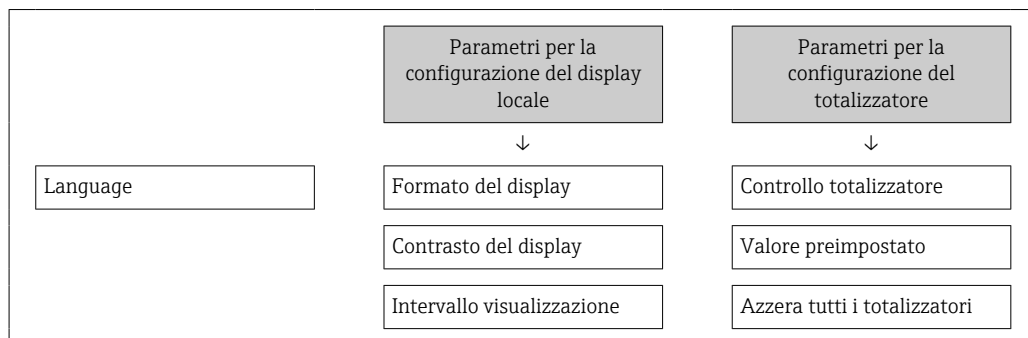 Parametri per la
configurazione del display
locale
Parametri per la
configurazione del
totalizzatore
↓
↓
Language
Formato del display
Controllo totalizzatore
Contrasto del display
Valore preimpostato
Intervallo visualizzazione
Azzera tutti i totalizzatori